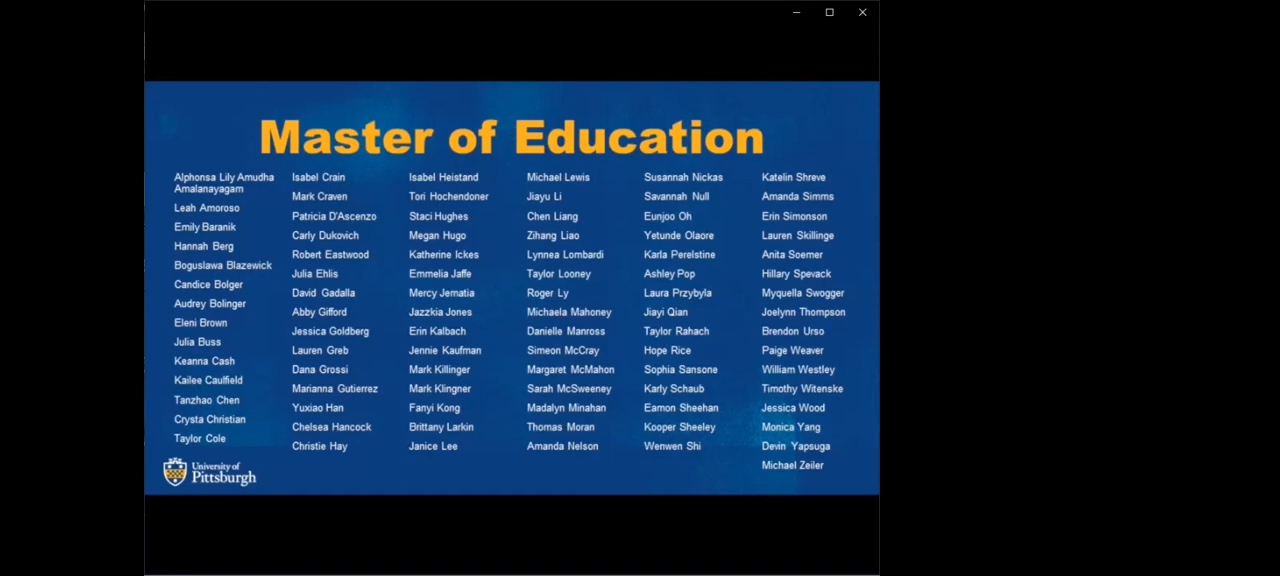 Master of Education
Alphonsa Lily Amudha
Amalanayagam
Leah Amoroso
Emily Baranik
Hannah Berg
Boguslawa Blazewick
Candice Bolger
Audrey Bolinger
Eleni Brown
Julia Buss
Keanna Cash
Kailee Caulfield
Tanzhao Chen
Crysta Christian
Taylor Cole
Isabel Crain
Mark Craven
Patricia D'Ascenzo
Carly Dukovich
Robert Eastwood
Julia Ehlis
David Gadalla
Abby Gifford
Jessica Goldberg
Lauren Greb
Dana Grossi
Marianna Gutierrez
Yuxiao Han
Chelsea Hancock
Christie Hay
Isabel Heistand
Tori Hochendoner
Staci Hughes
Megan Hugo
Katherine Ickes
Emmelia Jaffe
Mercy Jematia
Jazzkia Jones
Erin Kalbach
Jennie Kaufman
Mark Killinger
Mark Klingner
Fanyi Kong
Brittany Larkin
Janice Lee
Michael Lewis
Jiayu Li
Chen Liang
Zihang Liao
Lynnea Lombardi
Taylor Looney
Roger Ly
Michaela Mahoney
Danielle Manross
Simeon McCray
Margaret McMahon
Sarah McSweeney
Madalyn Minahan
Thomas Moran
Amanda Nelson
Susannah Nickas
Savannah Null
Eunjoo Oh
Yetunde Olaore
Karla Perelstine
Ashley Pop
Laura Przybyla
Jiayi Qian
Taylor Rahach
Hope Rice
Sophia Sansone
Karly Schaub
Eamon Sheehan
Kooper Sheeley
Wenwen Shi
Katelin Shreve
Amanda Simms
Erin Simonson
Lauren Skillinge
Anita Soemer
Hillary Spevack
Myquella Swogger
Joelynn Thompson
Brendon Urso
Paige Weaver
William Westley
Timothy Witenske
Jessica Wood
Monica Yang
Devin Yapsuga
Michael Zeiler
University of
Pittsburgh